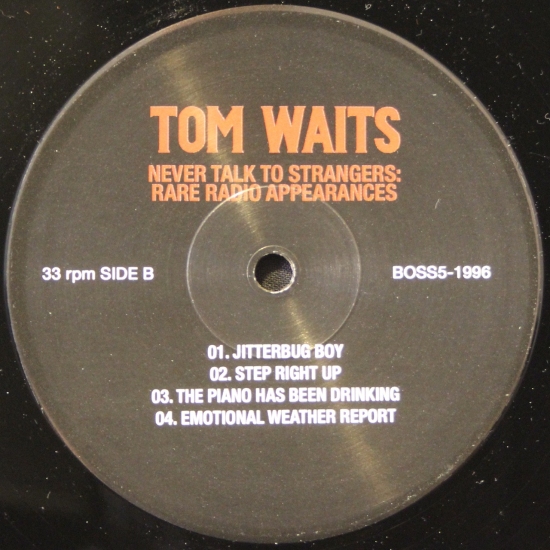 TOM WAITS
NEVER TALK TO STRANGERS:
RARE RADIO APPEARANCES
33 rpm SIDE B
BOSS5-1996
01. JITTERBUG BOY
02. STEP RIGHT UP
03. THE PIANO HAS BEEN DRINKING
04. EMOTIONAL WEATHER REPORT